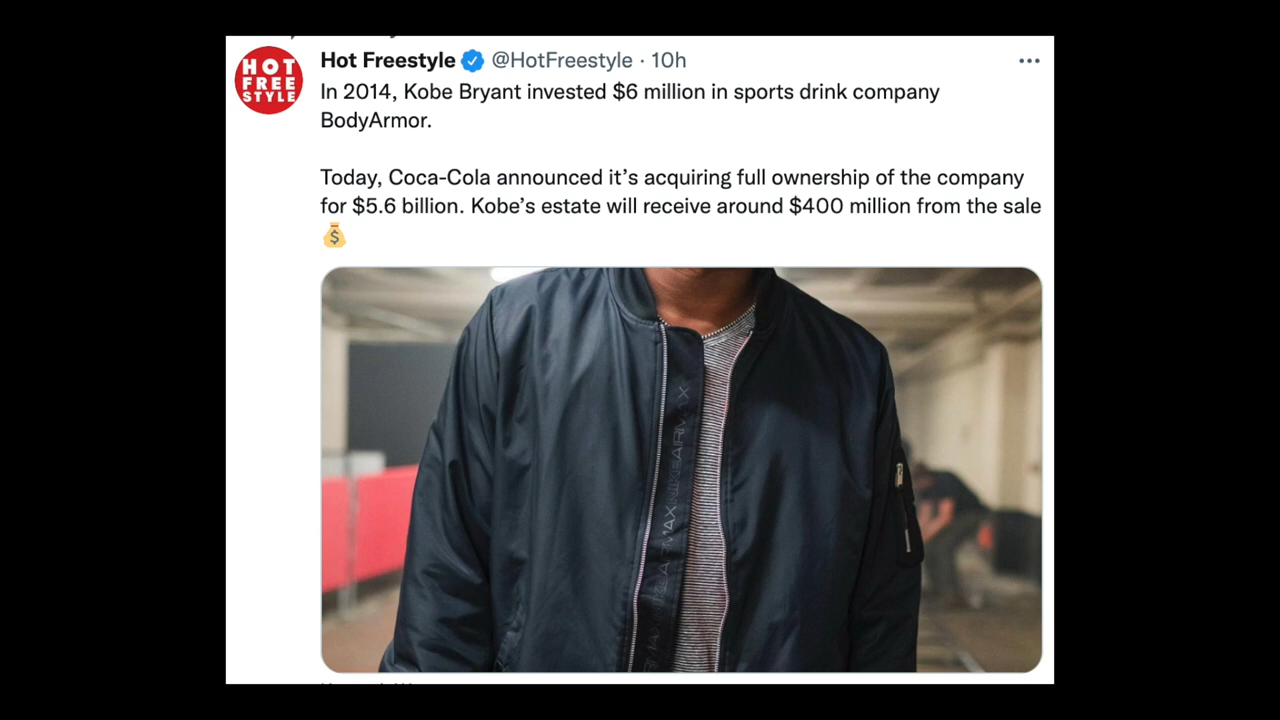 HOT
FREE
STYLE
Hot Freestyle @HotFreestyle · 10h
In 2014, Kobe Bryant invested $6 million in sports drink company
BodyArmor.
Today, Coca-Cola announced it's acquiring full ownership of the company
for $5.6 billion. Kobe's estate will receive around $400 million from the sale
NIKEAIRMAX